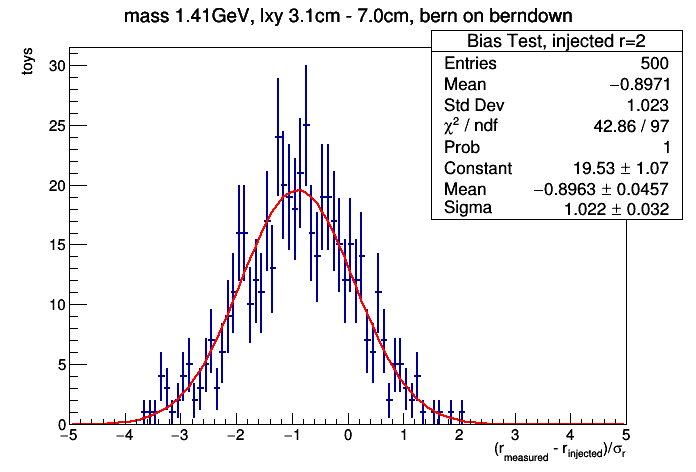 mass 1.41GeV, lxy 3.1cm - 7.0cm, bern on berndown
toys
Bias Test, injected r=2
Entries 500
Mean −0.8971
Std Dev 1.023
χ² / ndf 42.86 / 97
Prob 1
Constant 19.53 ± 1.07
Mean −0.8963 ± 0.0457
Sigma 1.022 ± 0.032
30
25
20
15
10
5
0
−5 −4 −3 −2 −1 0 1 2 3 4 5
(r_measured - r_injected)/σ_r